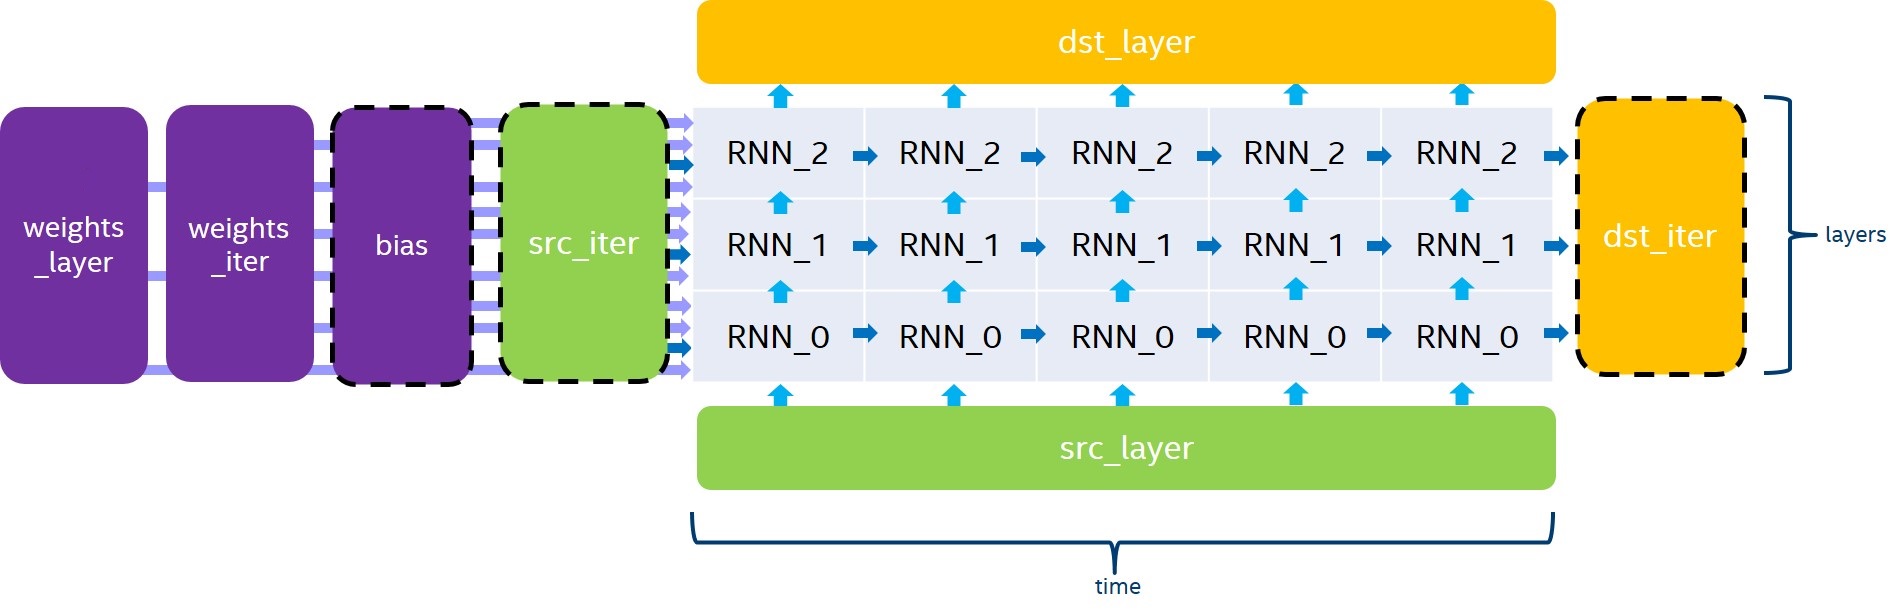 dst_layer
weights
_layer
weights
_iter
bias
src_iter
RNN_2 RNN_2 RNN_2 RNN_2 RNN_2
RNN_1 RNN_1 RNN_1 RNN_1 RNN_1
RNN_0 RNN_0 RNN_0 RNN_0 RNN_0
dst_iter
layers
src_layer
time